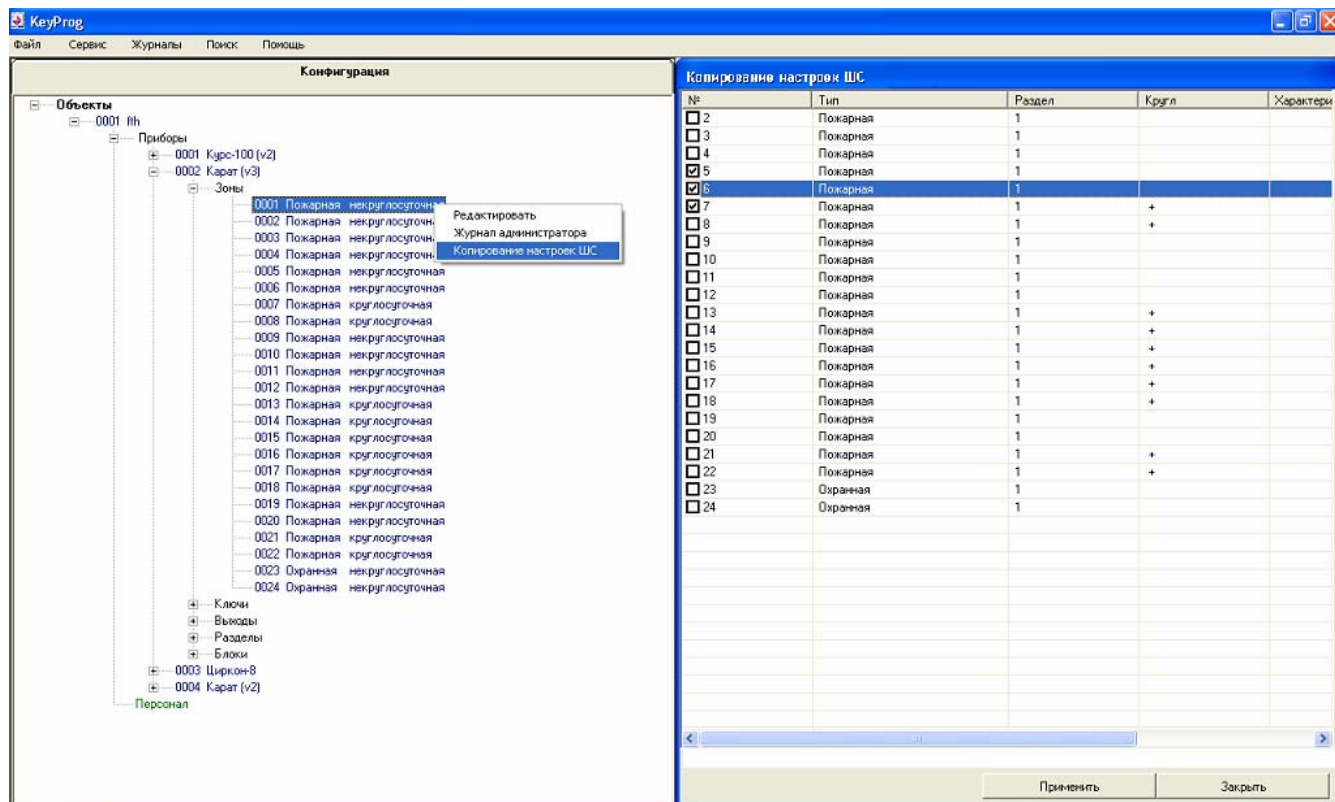 KeyProg
Файл Сервис Журналы Поиск Помощь
Конфигурация
Объекты
0001 fth
Приборы
0001 Курс-100 (v2)
0002 Карат (v3)
Зоны
0001 Пожарная некруглосуточная
0002 Пожарная некруглосуточн
0003 Пожарная некруглосуточн
0004 Пожарная некруглосуточн
0005 Пожарная некруглосуточная
0006 Пожарная некруглосуточная
0007 Пожарная круглосуточная
0008 Пожарная круглосуточная
0009 Пожарная некруглосуточная
0010 Пожарная некруглосуточная
0011 Пожарная некруглосуточная
0012 Пожарная некруглосуточная
0013 Пожарная круглосуточная
0014 Пожарная круглосуточная
0015 Пожарная круглосуточная
0016 Пожарная круглосуточная
0017 Пожарная круглосуточная
0018 Пожарная круглосуточная
0019 Пожарная некруглосуточная
0020 Пожарная некруглосуточная
0021 Пожарная круглосуточная
0022 Пожарная круглосуточная
0023 Охранная некруглосуточная
0024 Охранная некруглосуточная
Ключи
Выходы
Разделы
Блоки
0003 Циркон-8
0004 Карат (v2)
Персонал
Редактировать
Журнал администратора
Копирование настроек ШС
Копирование настроек ШС
№ Тип Раздел Кругл Характери
2 Пожарная 1
3 Пожарная 1
4 Пожарная 1
5 Пожарная 1
6 Пожарная 1
7 Пожарная 1 +
8 Пожарная 1 +
9 Пожарная 1
10 Пожарная 1
11 Пожарная 1
12 Пожарная 1
13 Пожарная 1 +
14 Пожарная 1 +
15 Пожарная 1 +
16 Пожарная 1 +
17 Пожарная 1 +
18 Пожарная 1 +
19 Пожарная 1
20 Пожарная 1
21 Пожарная 1 +
22 Пожарная 1 +
23 Охранная 1
24 Охранная 1
Применить Закрыть